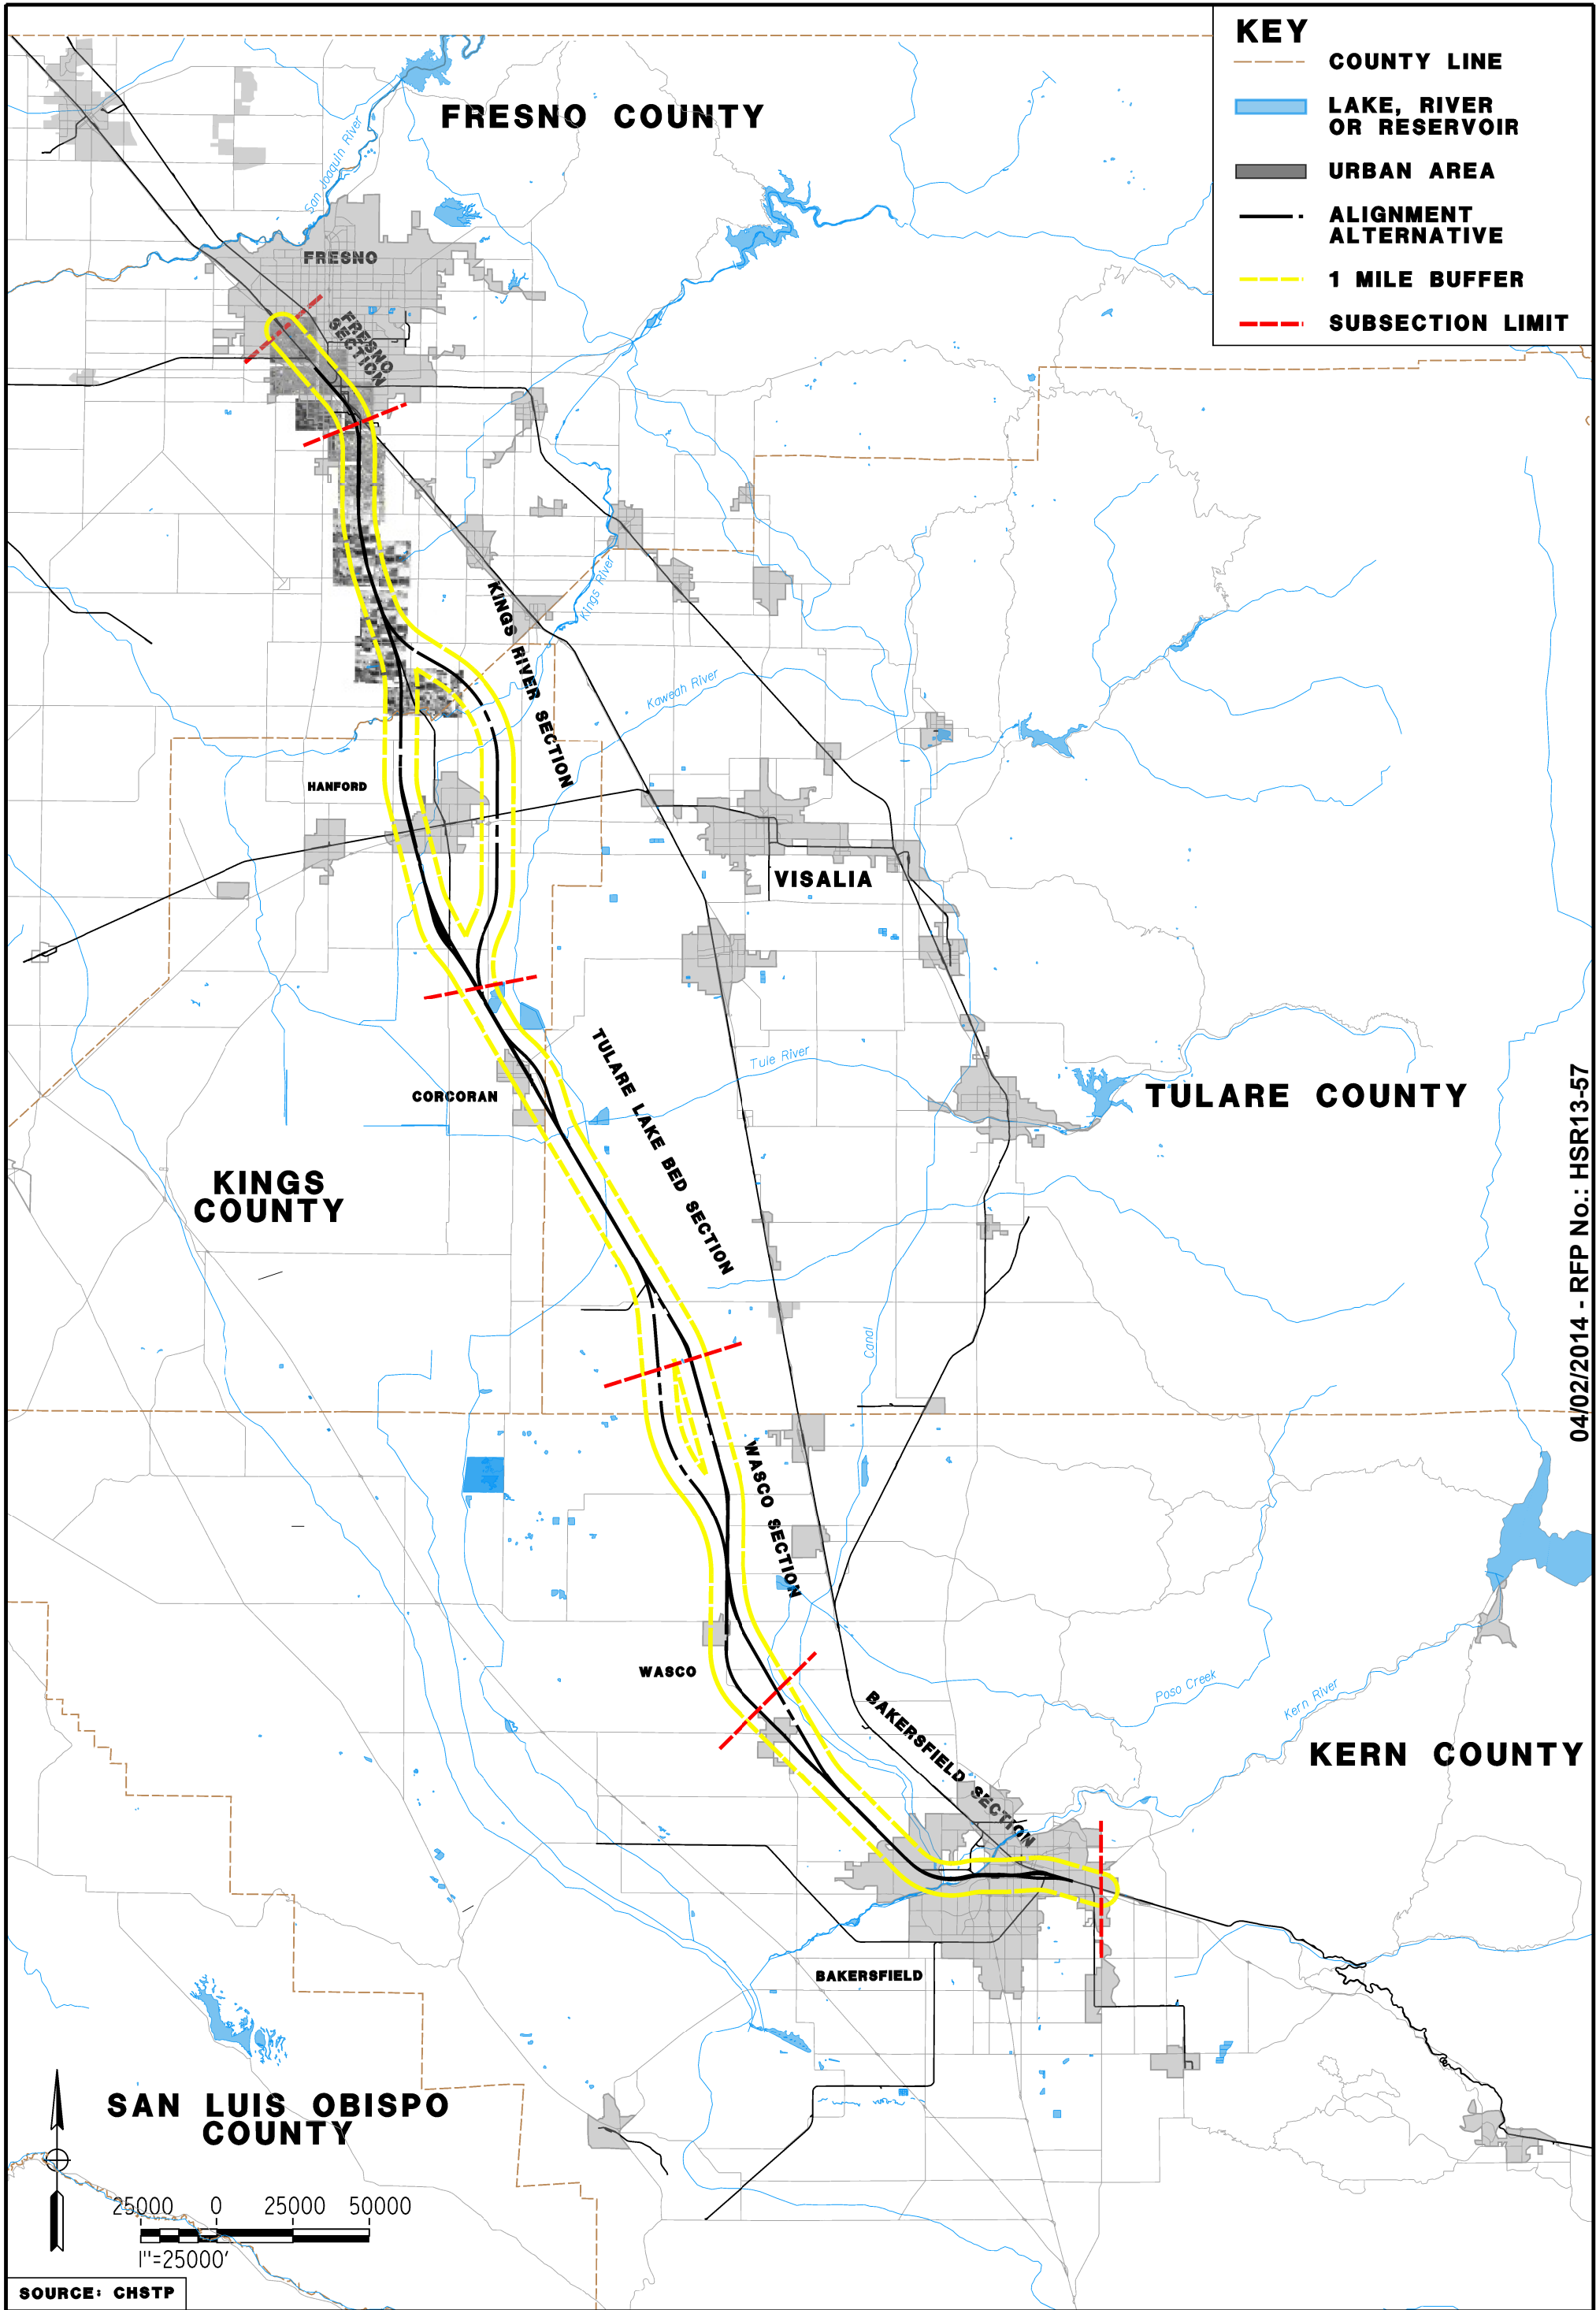 KEY
COUNTY LINE
LAKE, RIVER
OR RESERVOIR
URBAN AREA
ALIGNMENT
ALTERNATIVE
1 MILE BUFFER
SUBSECTION LIMIT
FRESNO COUNTY
San Joaquin River
FRESNO
FRESNO
SECTION
Kings River
KINGS RIVER SECTION
Kaweah River
HANFORD
VISALIA
TULARE LAKE BED SECTION
Tule River
CORCORAN
TULARE COUNTY
KINGS
COUNTY
Canal
WASCO SECTION
WASCO
Poso Creek
Kern River
BAKERSFIELD SECTION
KERN COUNTY
BAKERSFIELD
SAN LUIS OBISPO
COUNTY
25000 0 25000 50000
1"=25000'
SOURCE: CHSTP
04/02/2014 - RFP No.: HSR13-57